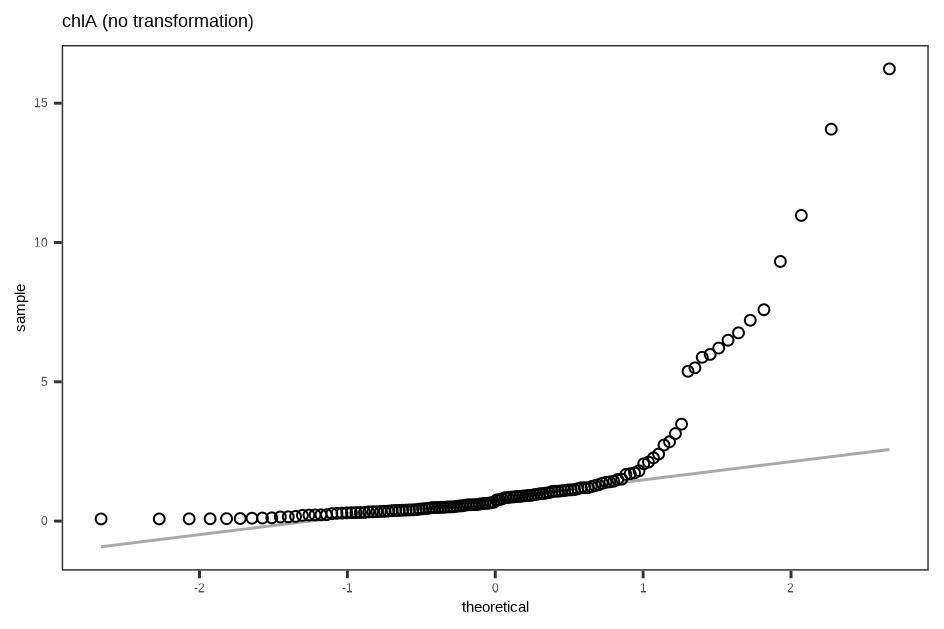 chlA (no transformation)
15
10
5
0
sample
-2 -1 0 1 2
theoretical